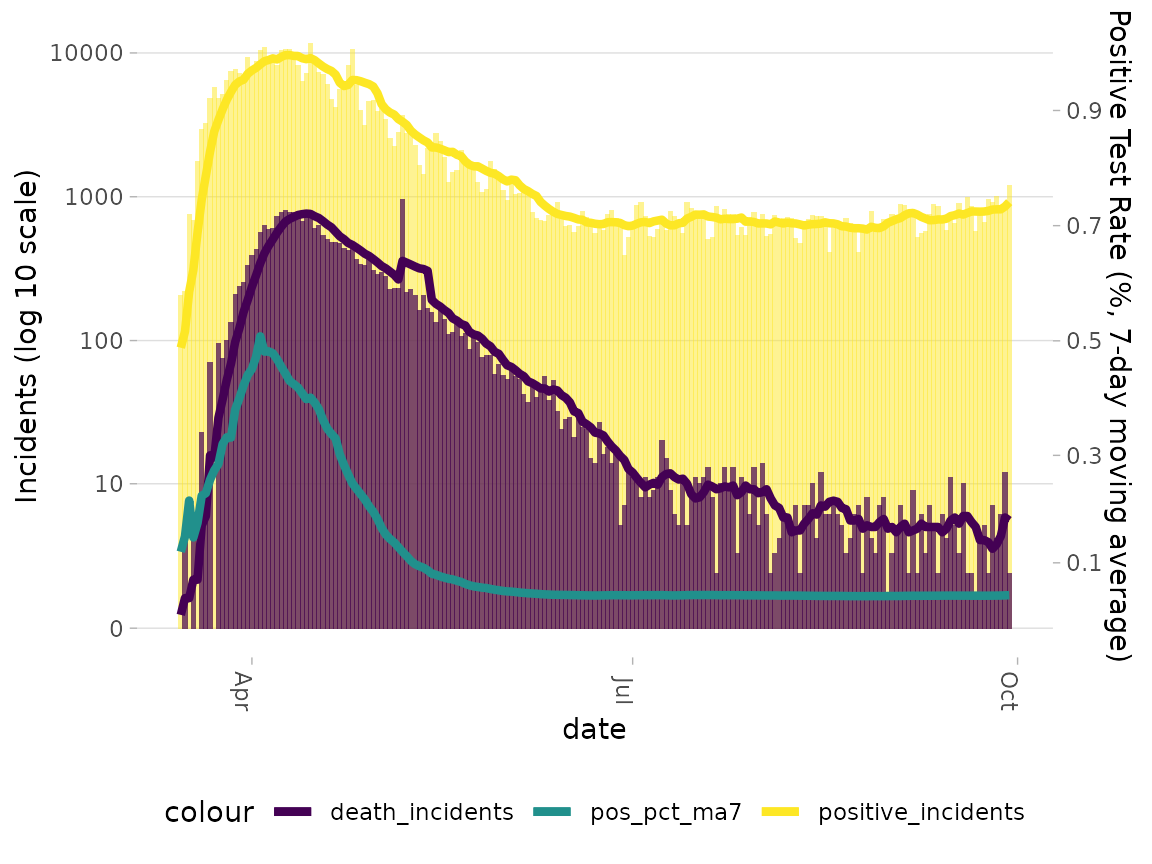 10000
1000
100
10
0
Incidents (log 10 scale)
0.9
0.7
0.5
0.3
0.1
Positive Test Rate (%, 7-day moving average)
Apr
Jul
Oct
date
colour
death_incidents
pos_pct_ma7
positive_incidents